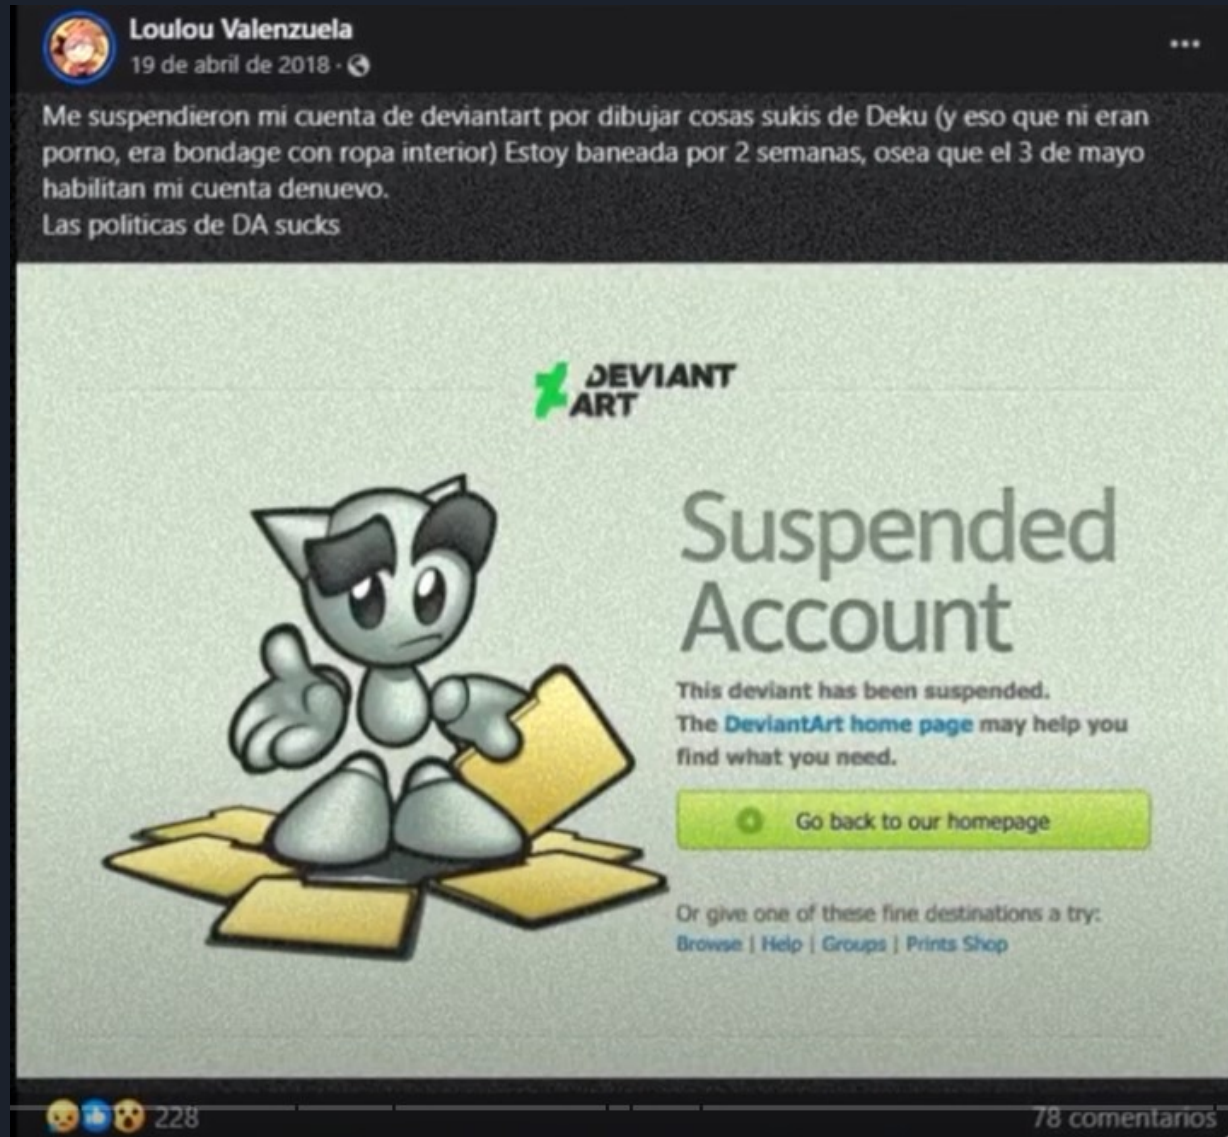 Loulou Valenzuela
19 de abril de 2018 ·
Me suspendieron mi cuenta de deviantart por dibujar cosas sukis de Deku (y eso que ni eran
porno, era bondage con ropa interior) Estoy baneada por 2 semanas, osea que el 3 de mayo
habilitan mi cuenta denuevo.
Las politicas de DA sucks
DEVIANT
ART
Suspended
Account
This deviant has been suspended.
The DeviantArt home page may help you
find what you need.
Go back to our homepage
Or give one of these fine destinations a try:
Browse | Help | Groups | Prints Shop
228
78 comentarios